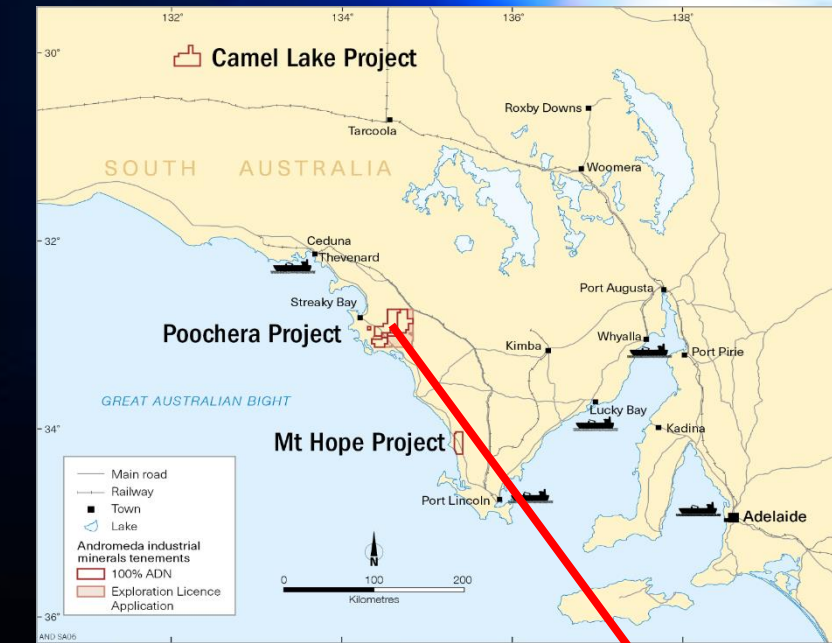 132°
134°
136°
138°
30°
Camel Lake Project
Roxby Downs
Tarcoola
SOUTH AUSTRALIA
Woomera
32°
Ceduna
Thevenard
Port Augusta
Streaky Bay
Poochera Project
Whyalla
Kimba
Port Pirie
GREAT AUSTRALIAN BIGHT
Lucky Bay
34°
Kadina
Mt Hope Project
Main road
Railway
Port Lincoln
Town
Lake
Adelaide
Andromeda industrial
minerals tenements
N
100% ADN
0 100 200
Exploration Licence
Application
Kilometres
36°
AND SA06